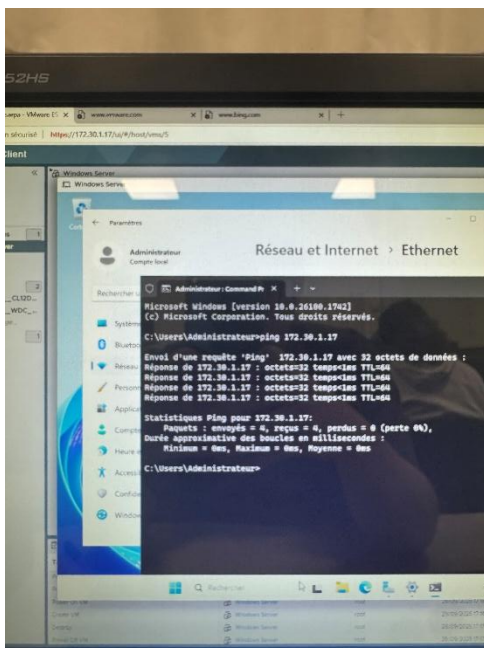 52HS
www.vmware.com
www.bing.com
https://172.30.1.17/ui/#/host/vms/5
Client
Windows Server
Windows Serve
Paramètres
Administrateur
Compte local
Réseau et Internet > Ethernet
Rechercher
Système
Réseau
Administrateur : Command Pr
Microsoft Windows [version 10.0.26100.1742]
(c) Microsoft Corporation. Tous droits réservés.
C:\Users\Administrateur>ping 172.30.1.17
Envoi d'une requête 'Ping'  172.30.1.17 avec 32 octets de données :
Réponse de 172.30.1.17 : octets=32 temps<1ms TTL=64
Réponse de 172.30.1.17 : octets=32 temps<1ms TTL=64
Réponse de 172.30.1.17 : octets=32 temps<1ms TTL=64
Réponse de 172.30.1.17 : octets=32 temps<1ms TTL=64
Statistiques Ping pour 172.30.1.17:
Paquets : envoyés = 4, reçus = 4, perdus = 0 (perte 0%),
Durée approximative des boucles en millisecondes :
Minimum = 0ms, Maximum = 0ms, Moyenne = 0ms
C:\Users\Administrateur>
Rechercher
Windows Server
Windows Server
Windows Server